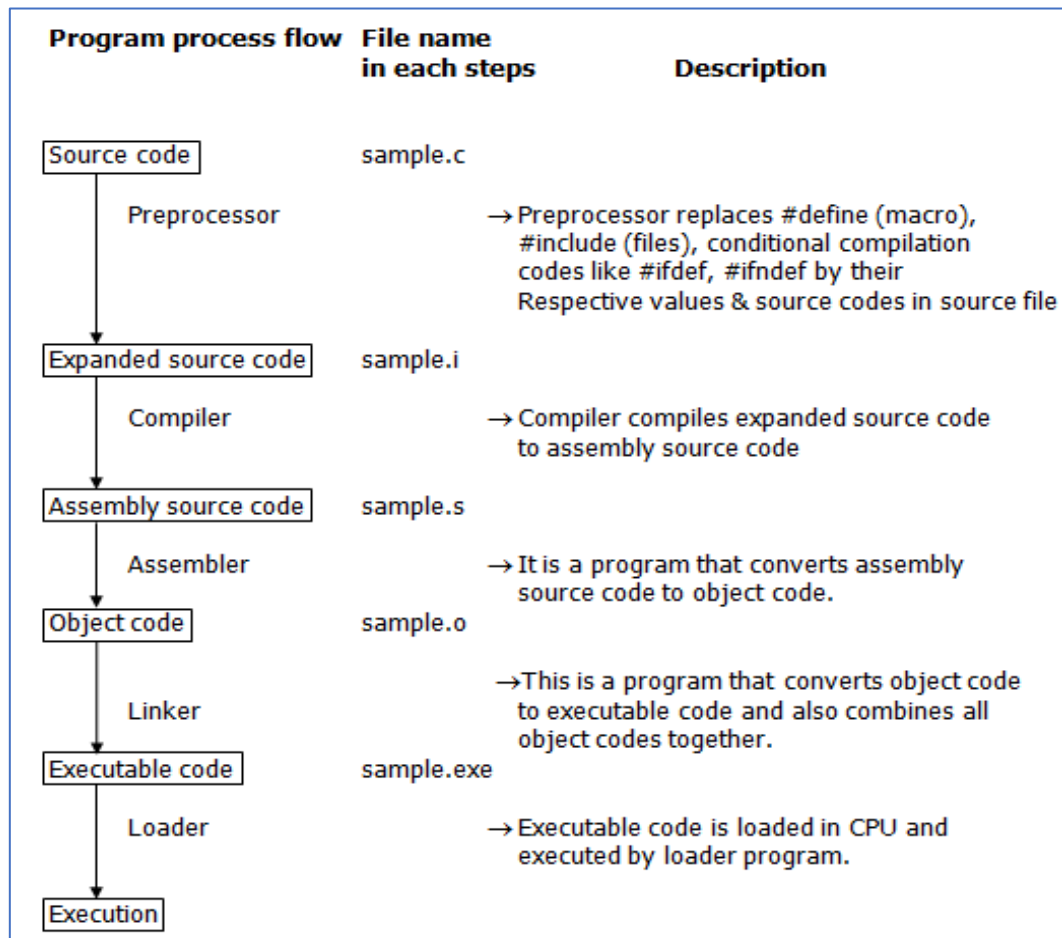 Program process flow File name
in each steps Description
Source code sample.c
Preprocessor →Preprocessor replaces #define (macro),
#include (files), conditional compilation
codes like #ifdef, #ifndef by their
Respective values & source codes in source file
Expanded source code sample.i
Compiler →Compiler compiles expanded source code
to assembly source code
Assembly source code sample.s
Assembler →It is a program that converts assembly
source code to object code.
Object code sample.o
→This is a program that converts object code
Linker to executable code and also combines all
object codes together.
Executable code sample.exe
Loader →Executable code is loaded in CPU and
executed by loader program.
Execution